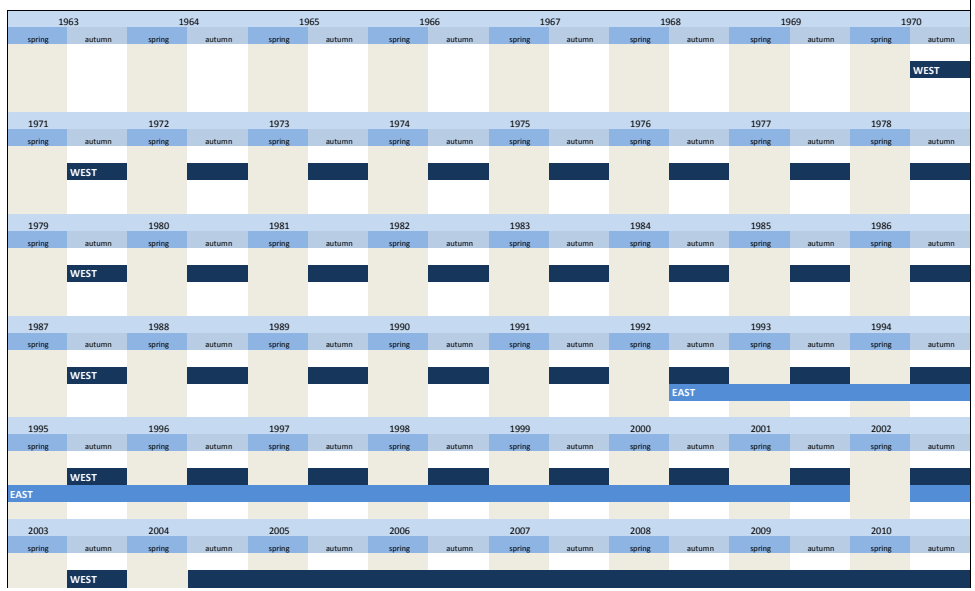 1963 1964 1965 1966 1967 1968 1969 1970
spring autumn spring autumn spring autumn spring autumn spring autumn spring autumn spring autumn spring autumn
WEST
1971 1972 1973 1974 1975 1976 1977 1978
spring autumn spring autumn spring autumn spring autumn spring autumn spring autumn spring autumn spring autumn
WEST
1979 1980 1981 1982 1983 1984 1985 1986
spring autumn spring autumn spring autumn spring autumn spring autumn spring autumn spring autumn spring autumn
WEST
1987 1988 1989 1990 1991 1992 1993 1994
spring autumn spring autumn spring autumn spring autumn spring autumn spring autumn spring autumn spring autumn
WEST
EAST
1995 1996 1997 1998 1999 2000 2001 2002
spring autumn spring autumn spring autumn spring autumn spring autumn spring autumn spring autumn spring autumn
WEST
EAST
2003 2004 2005 2006 2007 2008 2009 2010
spring autumn spring autumn spring autumn spring autumn spring autumn spring autumn spring autumn spring autumn
WEST